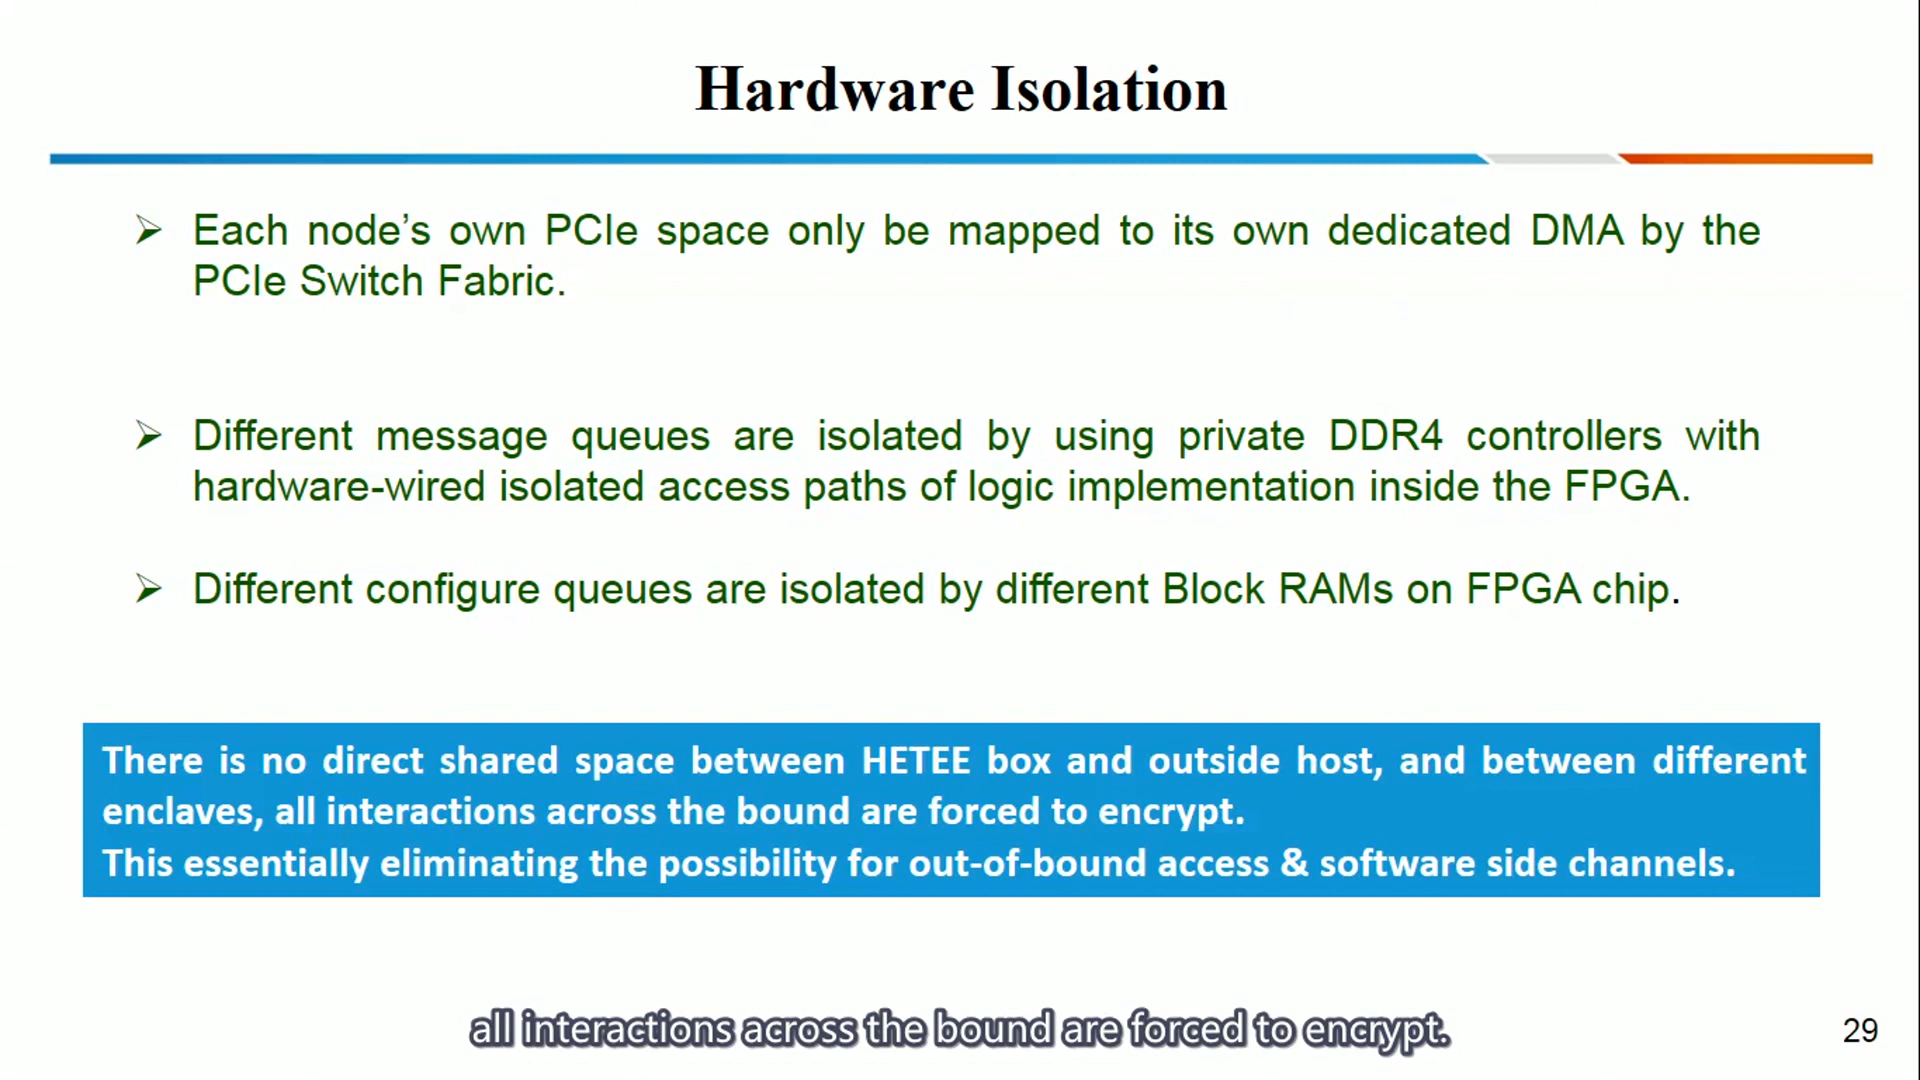 Hardware Isolation
➢ Each node’s own PCIe space only be mapped to its own dedicated DMA by the
PCIe Switch Fabric.
➢ Different message queues are isolated by using private DDR4 controllers with
hardware-wired isolated access paths of logic implementation inside the FPGA.
➢ Different configure queues are isolated by different Block RAMs on FPGA chip.
There is no direct shared space between HETEE box and outside host, and between different
enclaves, all interactions across the bound are forced to encrypt.
This essentially eliminating the possibility for out-of-bound access & software side channels.
all interactions across the bound are forced to encrypt.
29